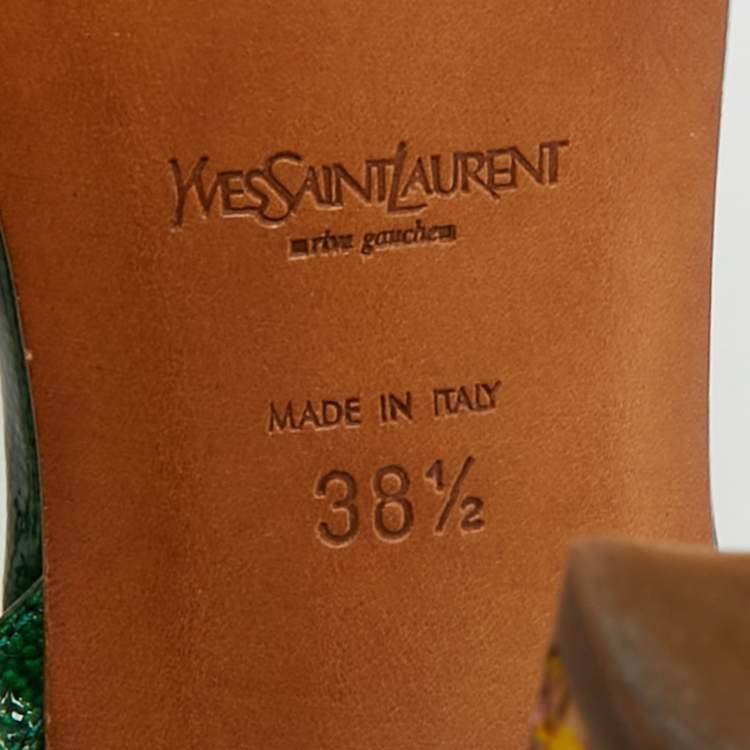 YVESSAINTLAURENT
rive gauche
MADE IN ITALY
38½